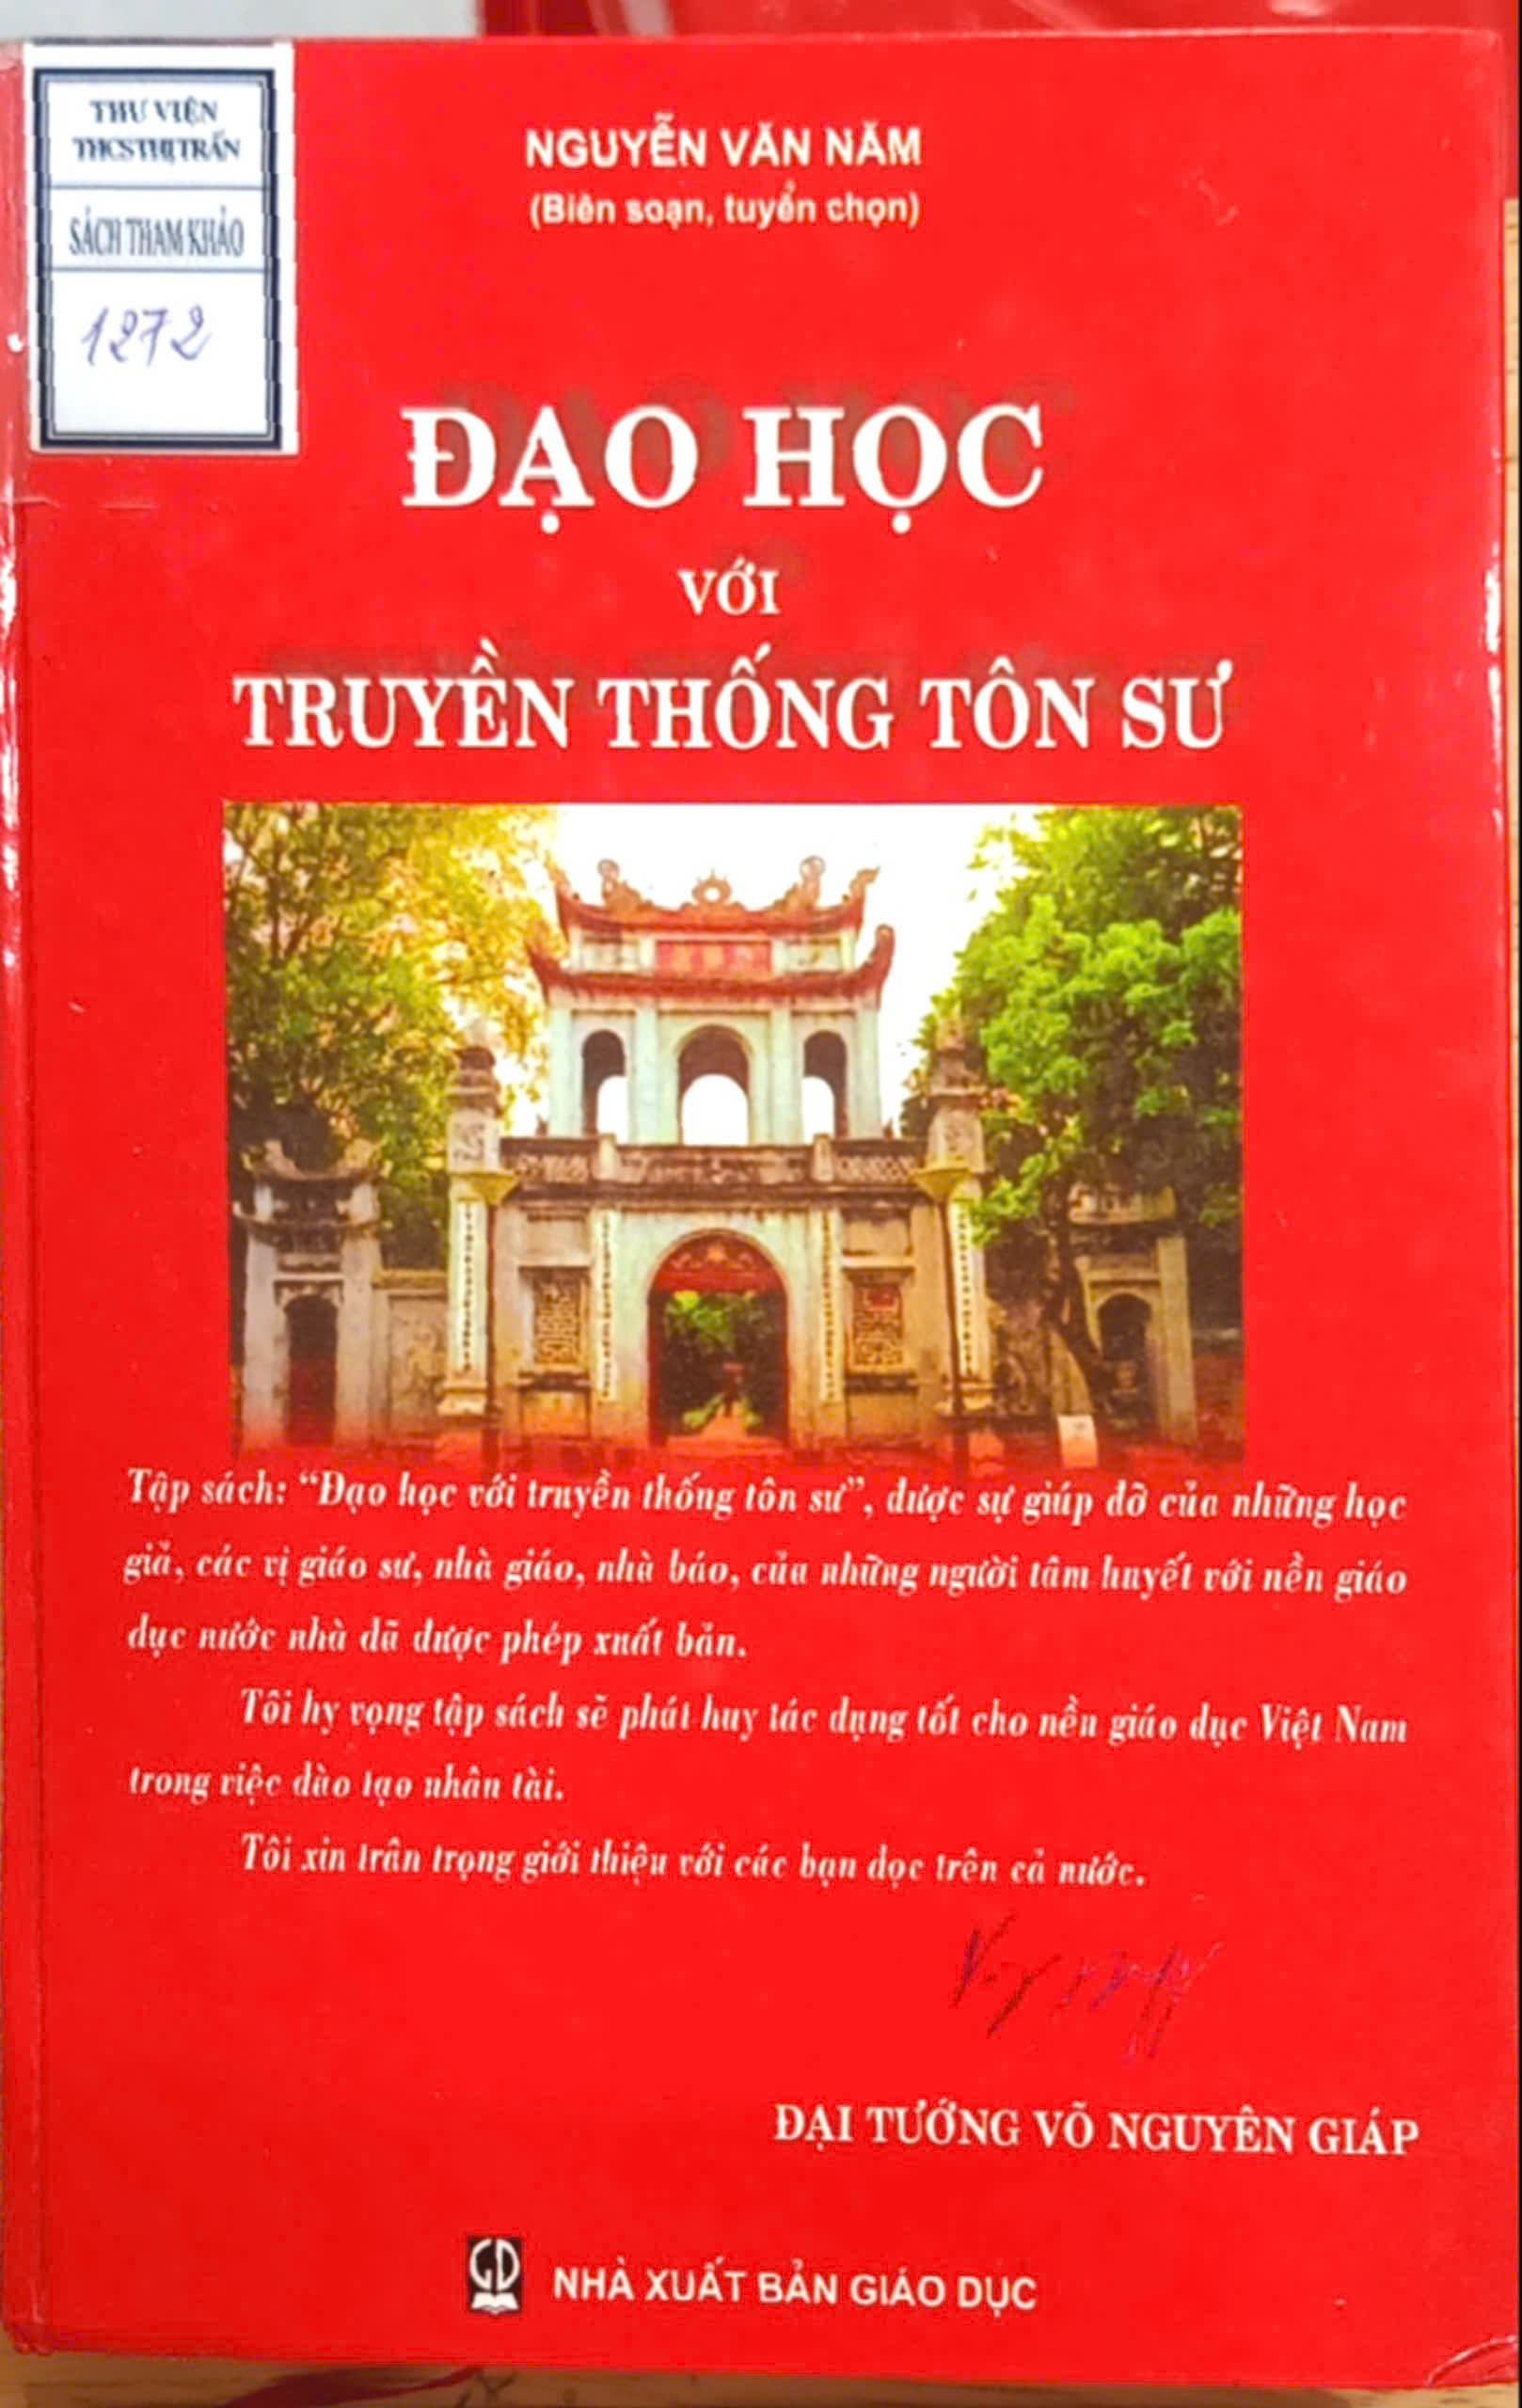 THƯ VIỆN
THCS THỊ TRẤN
SÁCH THAM KHẢO
1272
NGUYỄN VĂN NĂM
(Biên soạn, tuyển chọn)
ĐẠO HỌC
VỚI
TRUYỀN THỐNG TÔN SƯ
Tập sách: “Đạo học với truyền thống tôn sư”, được sự giúp đỡ của những học
giả, các vị giáo sư, nhà giáo, nhà báo, của những người tâm huyết với nền giáo
dục nước nhà đã được phép xuất bản.
Tôi hy vọng tập sách sẽ phát huy tác dụng tốt cho nền giáo dục Việt Nam
trong việc đào tạo nhân tài.
Tôi xin trân trọng giới thiệu với các bạn đọc trên cả nước.
ĐẠI TƯỚNG VÕ NGUYÊN GIÁP
GD
NHÀ XUẤT BẢN GIÁO DỤC